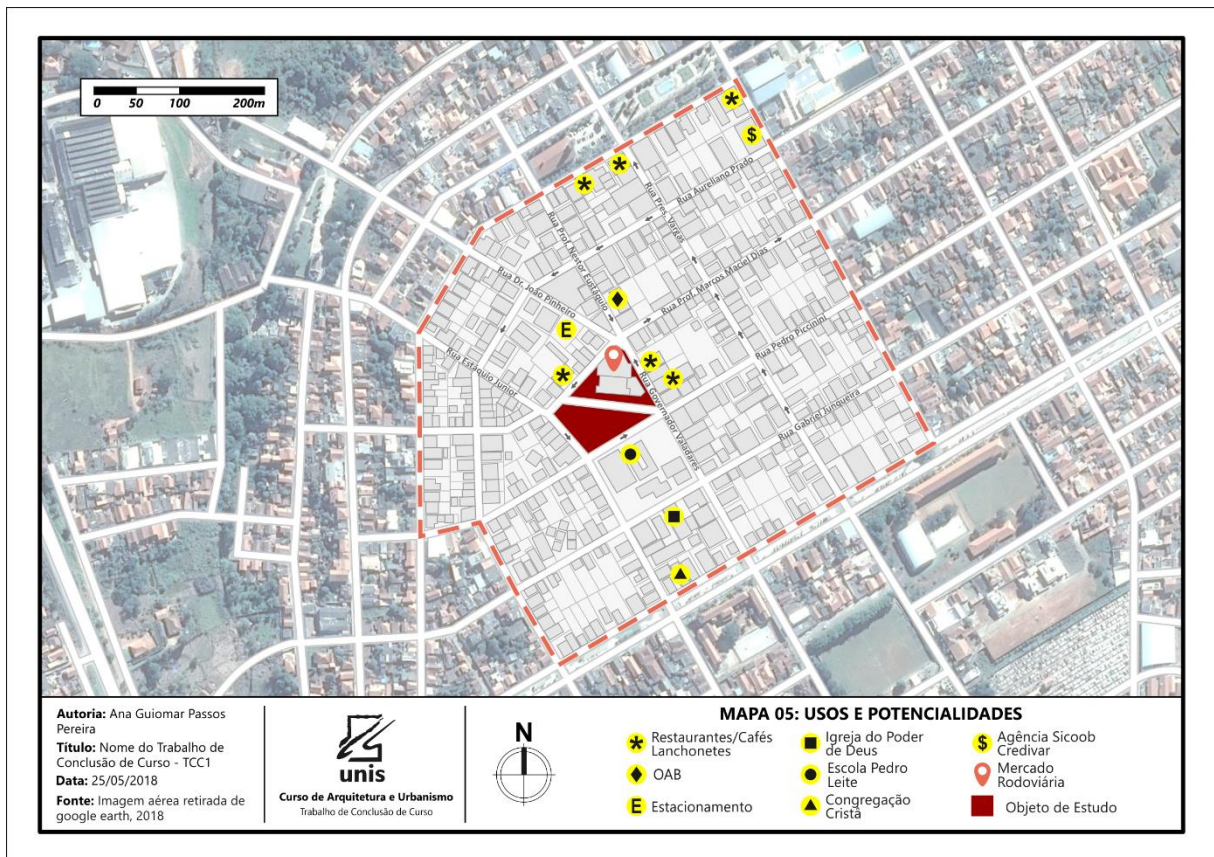 0 50 100 200m
Rua Aureliano Prado
Rua Pres. Vargas
Rua Prof. Nestor Eustáquio
Rua Prof. Marcos Maciel Dias
Rua Dr. João Pinheiro
Rua Pedro Piccinini
Rua Estáquio Junior
Rua Governador Valadares
Rua Gabriel Junqueira
$
E
Autoria: Ana Guiomar Passos
Pereira
Título: Nome do Trabalho de
Conclusão de Curso - TCC1
Data: 25/05/2018
Fonte: Imagem aérea retirada de
google earth, 2018
unis
Curso de Arquitetura e Urbanismo
Trabalho de Conclusão de Curso
N
MAPA 05: USOS E POTENCIALIDADES
Restaurantes/Cafés
Lanchonetes
OAB
E Estacionamento
Igreja do Poder
de Deus
Escola Pedro
Leite
Congregação
Cristã
$ Agência Sicoob
Credivar
Mercado
Rodoviária
Objeto de Estudo